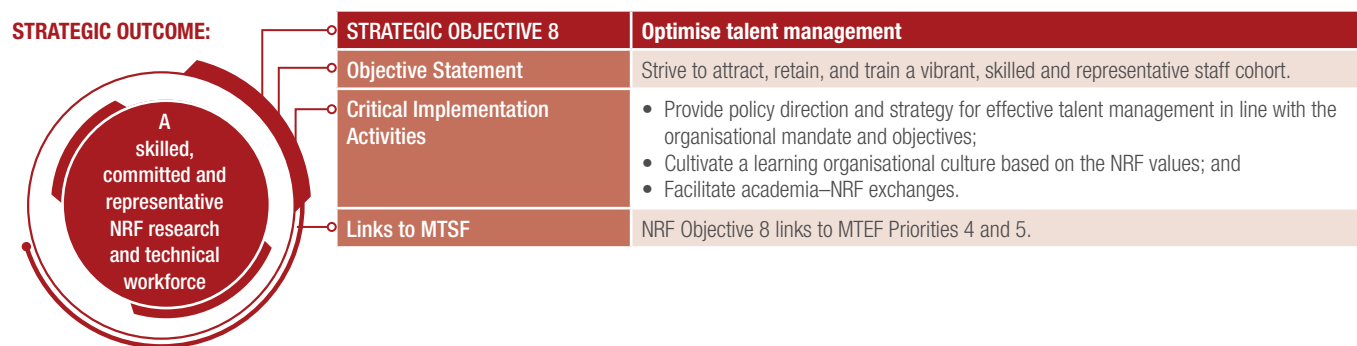 STRATEGIC OUTCOME:
A
skilled,
committed and
representative
NRF research
and technical
workforce
STRATEGIC OBJECTIVE 8
Optimise talent management
Objective Statement
Strive to attract, retain, and train a vibrant, skilled and representative staff cohort.
Critical Implementation
Activities
• Provide policy direction and strategy for effective talent management in line with the
organisational mandate and objectives;
• Cultivate a learning organisational culture based on the NRF values; and
• Facilitate academia–NRF exchanges.
Links to MTSF
NRF Objective 8 links to MTEF Priorities 4 and 5.